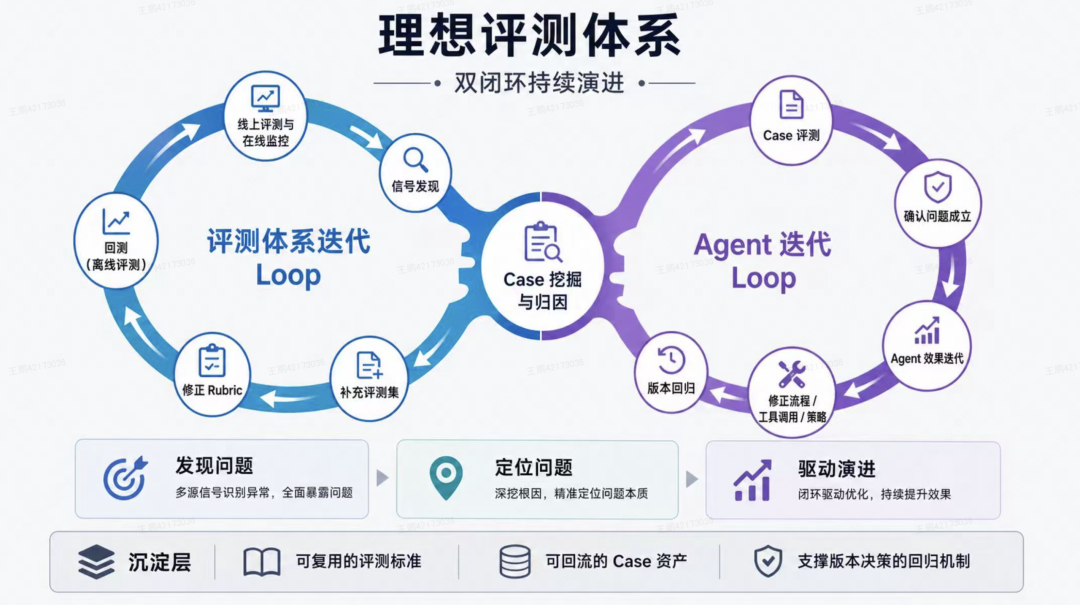 理想评测体系
双闭环持续演进
线上评测与
在线监控
信号发现
回测
(离线评测)
评测体系迭代
Loop
修正 Rubric
补充评测集
Case 挖掘
与归因
Case 评测
确认问题成立
Agent 迭代
Loop
Agent 效果迭代
修正流程 /
工具调用 / 策略
版本回归
发现问题
多源信号识别异常，全面暴露问题
定位问题
深挖根因，精准定位问题本质
驱动演进
闭环驱动优化，持续提升效果
沉淀层
可复用的评测标准
可回流的 Case 资产
支撑版本决策的回归机制